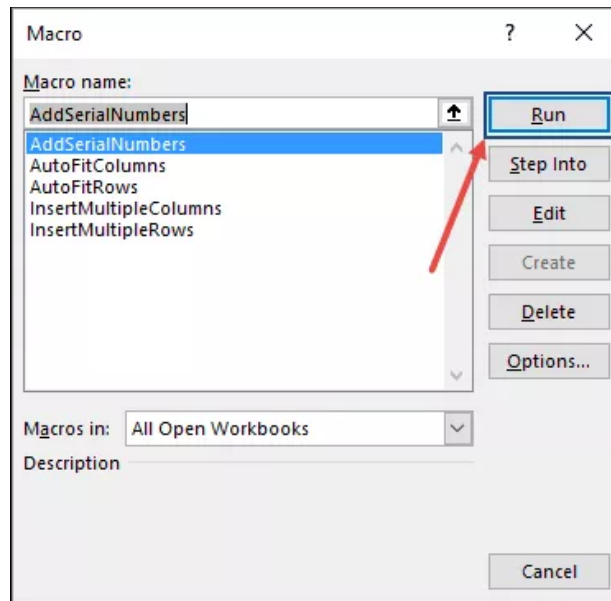 Macro ?
Macro name:
AddSerialNumbers
AddSerialNumbers
AutoFitColumns
AutoFitRows
InsertMultipleColumns
InsertMultipleRows
Run
Step Into
Edit
Create
Delete
Options...
Macros in: All Open Workbooks
Description
Cancel